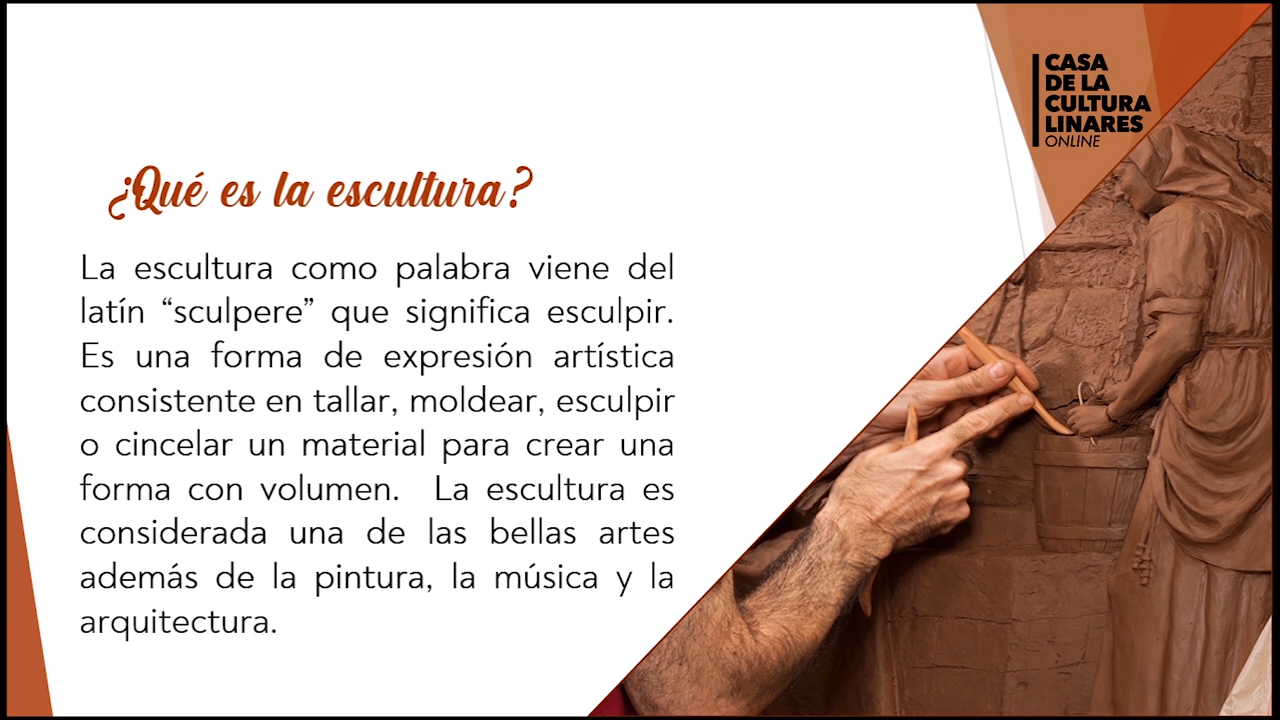 CASA
DE LA
CULTURA
LINARES
ONLINE
¿Qué es la escultura?
La escultura como palabra viene del
latín “sculpere” que significa esculpir.
Es una forma de expresión artística
consistente en tallar, moldear, esculpir
o cincelar un material para crear una
forma con volumen. La escultura es
considerada una de las bellas artes
además de la pintura, la música y la
arquitectura.